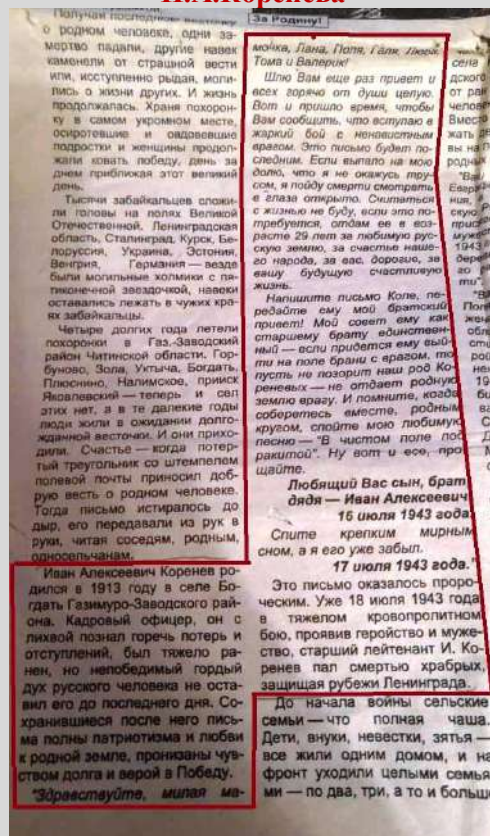 И.А.Коренева
За Родину!
Получая последнюю
о родном человеке, одни за-
мертво падали, другие навек
каменели от страшной вести
или, исступленно рыдая, моли-
лись о жизни других. И жизнь
продолжалась. Храня похорон-
ку в самом укромном месте,
осиротевшие и овдовевшие
подростки и женщины продол-
жали ковать победу, день за
днем приближая этот великий
день.
Тысячи забайкальцев сложи-
ли головы на полях Великой
Отечественной. Ленинградская
область, Сталинград, Курск, Бе-
лоруссия, Украина, Эстония,
Венгрия, Германия — везде
были могильные холмики с пя-
тиконечной звездочкой, навеки
оставались лежать в чужих кра-
ях забайкальцы.
Четыре долгих года летели
похоронки в Газ.-Заводский
район Читинской области. Гор-
буново, Зола, Уктыча, Богдать,
Плюснино, Налимское, прииск
Яковлевский — теперь и сел
этих нет, а в те далекие годы
люди жили в ожидании долго-
жданной весточки. И они прихо-
дили. Счастье — когда потер-
тый треугольник со штемпелем
полевой почты приносил доб-
рую весть о родном человеке.
Тогда письмо истиралось до
дыр, его передавали из рук в
руки, читая соседям, родным,
односельчанам.
Иван Алексеевич Коренев ро-
дился в 1913 году в селе Бо-
гдать Газимуро-Заводского рай-
она. Кадровый офицер, он с
лихвой познал горечь потерь и
отступлений, был тяжело ра-
нен, но непобедимый гордый
дух русского человека не оста-
вил его до последнего дня. Со-
хранившиеся после него пись-
ма полны патриотизма и любви
к родной земле, пронизаны чув-
ством долга и верой в Победу.
"Здравствуйте, милая ма-
мочка, Лана, Поля, Галя, Люба,
Тома и Валерик!
Шлю Вам еще раз привет и
всех горячо от души целую.
Вот и пришло время, чтобы
Вам сообщить, что вступаю в
жаркий бой с ненавистным
врагом. Это письмо будет по-
следним. Если выпало на мою
долю, что я не окажусь тру-
сом, я пойду смерти смотреть
в глаза открыто. Считаться
с жизнью не буду, если это по-
требуется, отдам ее в воз-
расте 29 лет за любимую рус-
скую землю, за счастье наше-
го народа, за вас, дорогие, за
вашу будущую счастливую
жизнь.
Напишите письмо Коле, пе-
редайте ему мой братский
привет! Мой совет ему как
старшему брату единствен-
ный — если придется ему вый-
ти на поле брани с врагом, то
пусть не позорит наш род Ко-
реневых — не отдает родную
землю врагу. И помните, когда
соберетесь вместе, родным
кругом, спойте мою любимую
песню — "В чистом поле под
ракитой". Ну вот и все, про
щайте.
Любящий Вас сын, брат
дядя — Иван Алексеевич
16 июля 1943 года
Спите крепким мирным
сном, а я его уже забыл.
17 июля 1943 года."
Это письмо оказалось проро-
ческим. Уже 18 июля 1943 года
в тяжелом кровопролитном
бою, проявив геройство и муже-
ство, старший лейтенант И. Ко-
ренев пал смертью храбрых,
защищая рубежи Ленинграда.
До начала войны сельские
семьи — что полная чаша.
Дети, внуки, невестки, зятья —
все жили одним домом, и на
фронт уходили целыми семья
ми — по два, три, а то и больше
села
дского
от ран
челове
Вместо
жать
вы на
родных